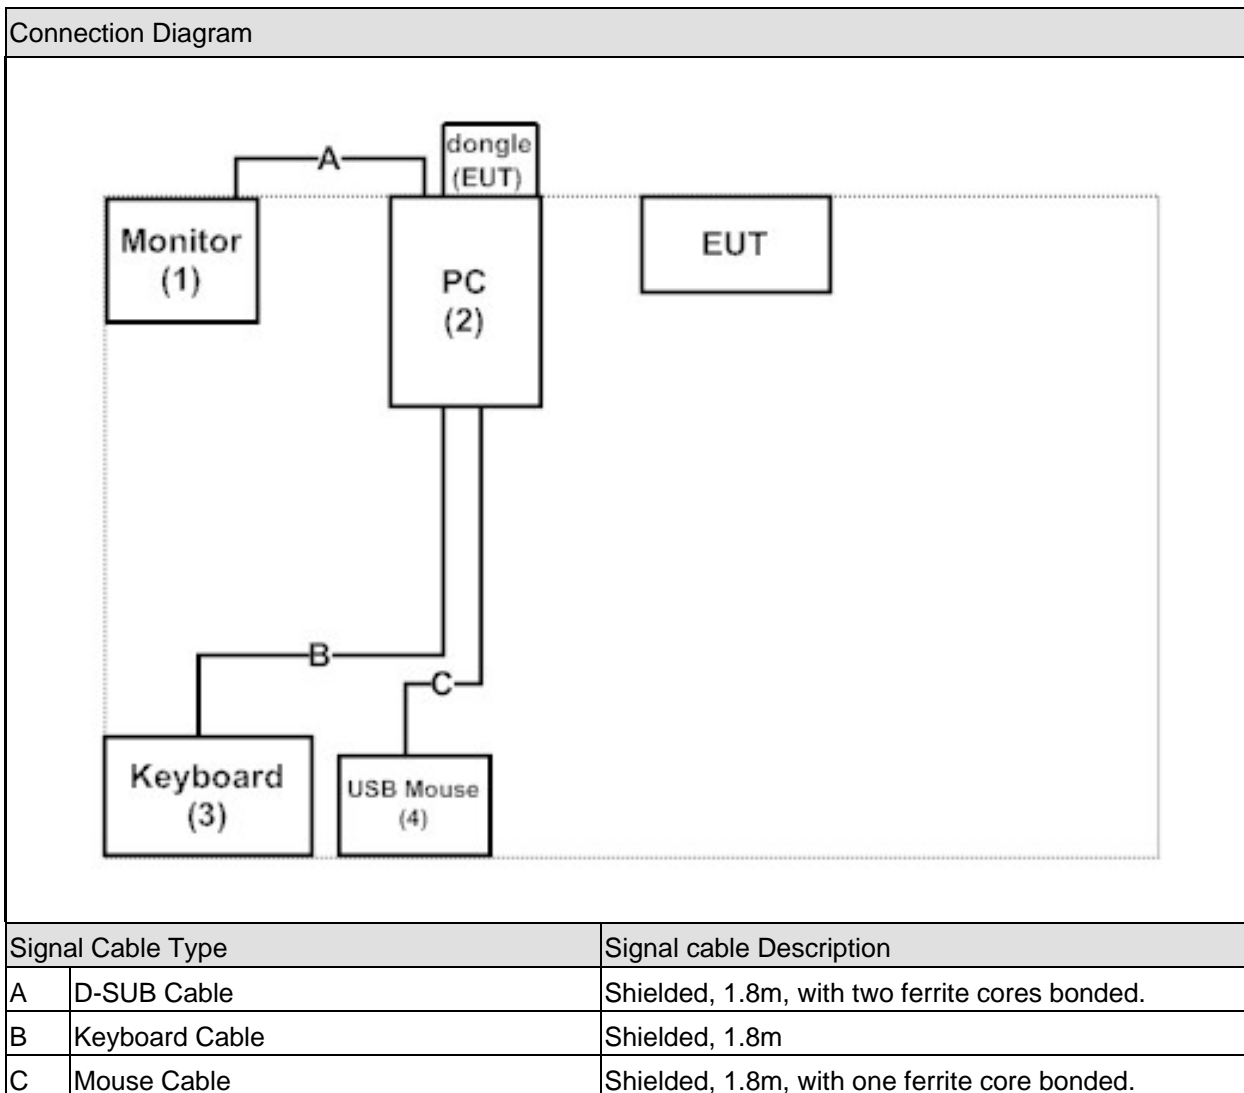 Connection Diagram
A
dongle
(EUT)
Monitor
(1)
PC
(2)
EUT
B
C
Keyboard
(3)
USB Mouse
(4)
Signal Cable Type Signal cable Description
A D-SUB Cable Shielded, 1.8m, with two ferrite cores bonded.
B Keyboard Cable Shielded, 1.8m
C Mouse Cable Shielded, 1.8m, with one ferrite core bonded.